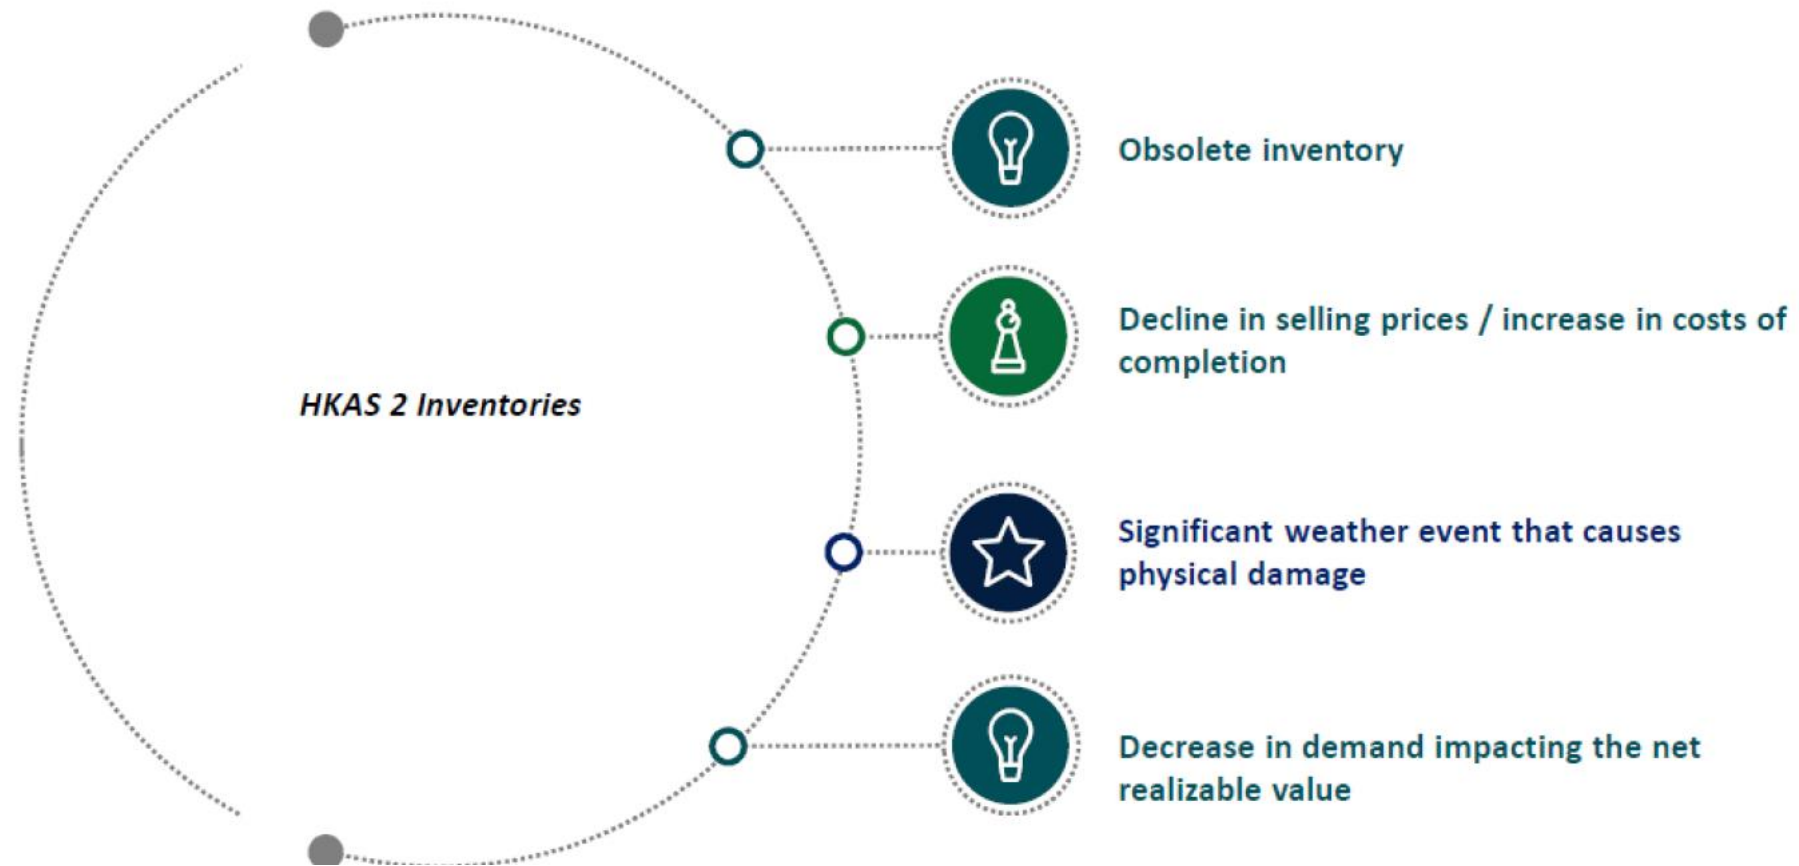 Obsolete inventory
Decline in selling prices / increase in costs of
completion
HKAS 2 Inventories
Significant weather event that causes
physical damage
Decrease in demand impacting the net
realizable value